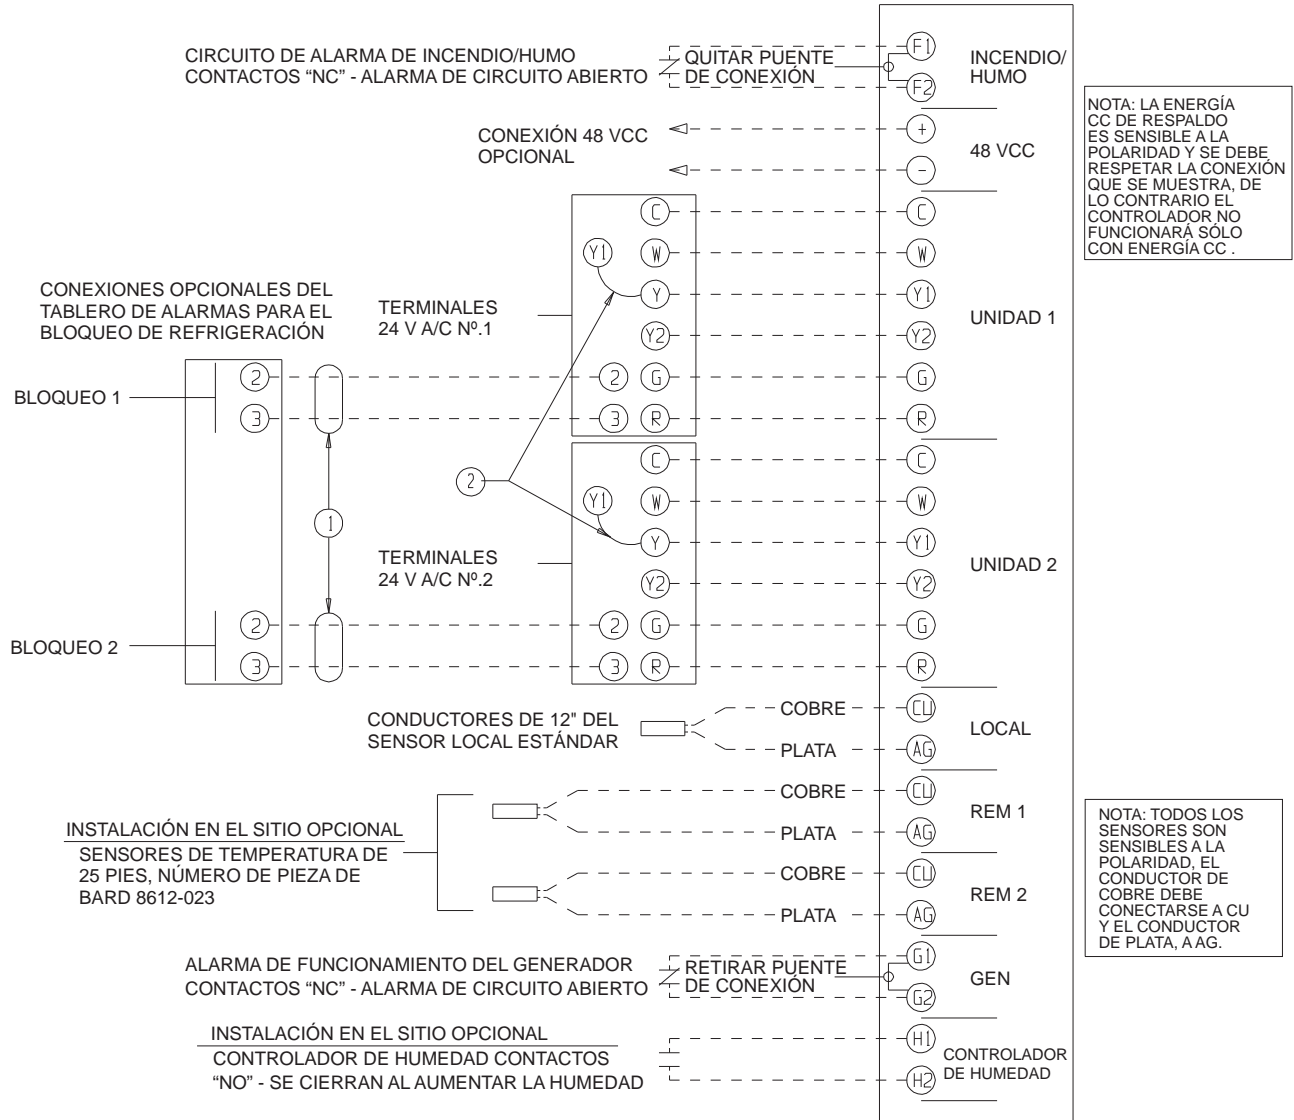 CIRCUITO DE ALARMA DE INCENDIO/HUMO
CONTACTOS “NC” - ALARMA DE CIRCUITO ABIERTO
QUITAR PUENTE
DE CONEXIÓN
F1
F2
INCENDIO/
HUMO
CONEXIÓN 48 VCC
OPCIONAL
+
-
48 VCC
NOTA: LA ENERGÍA
CC DE RESPALDO
ES SENSIBLE A LA
POLARIDAD Y SE DEBE
RESPETAR LA CONEXIÓN
QUE SE MUESTRA, DE
LO CONTRARIO EL
CONTROLADOR NO
FUNCIONARÁ SÓLO
CON ENERGÍA CC .
CONEXIONES OPCIONALES DEL
TABLERO DE ALARMAS PARA EL
BLOQUEO DE REFRIGERACIÓN
BLOQUEO 1
2
3
1
BLOQUEO 2
2
3
2
TERMINALES
24 V A/C Nº.1
Y1
C
W
Y
Y2
2 G
3 R
C
W
Y1
Y2
G
R
UNIDAD 1
TERMINALES
24 V A/C Nº.2
Y1
C
W
Y
Y2
2 G
3 R
C
W
Y1
Y2
G
R
UNIDAD 2
CONDUCTORES DE 12" DEL
SENSOR LOCAL ESTÁNDAR
COBRE
PLATA
CU
AG
LOCAL
INSTALACIÓN EN EL SITIO OPCIONAL
SENSORES DE TEMPERATURA DE
25 PIES, NÚMERO DE PIEZA DE
BARD 8612-023
COBRE
PLATA
CU
AG
REM 1
COBRE
PLATA
CU
AG
REM 2
NOTA: TODOS LOS
SENSORES SON
SENSIBLES A LA
POLARIDAD, EL
CONDUCTOR DE
COBRE DEBE
CONECTARSE A CU
Y EL CONDUCTOR
DE PLATA, A AG.
ALARMA DE FUNCIONAMIENTO DEL GENERADOR
CONTACTOS “NC” - ALARMA DE CIRCUITO ABIERTO
RETIRAR PUENTE
DE CONEXIÓN
G1
G2
GEN
INSTALACIÓN EN EL SITIO OPCIONAL
CONTROLADOR DE HUMEDAD CONTACTOS
“NO” - SE CIERRAN AL AUMENTAR LA HUMEDAD
H1
H2
CONTROLADOR
DE HUMEDAD